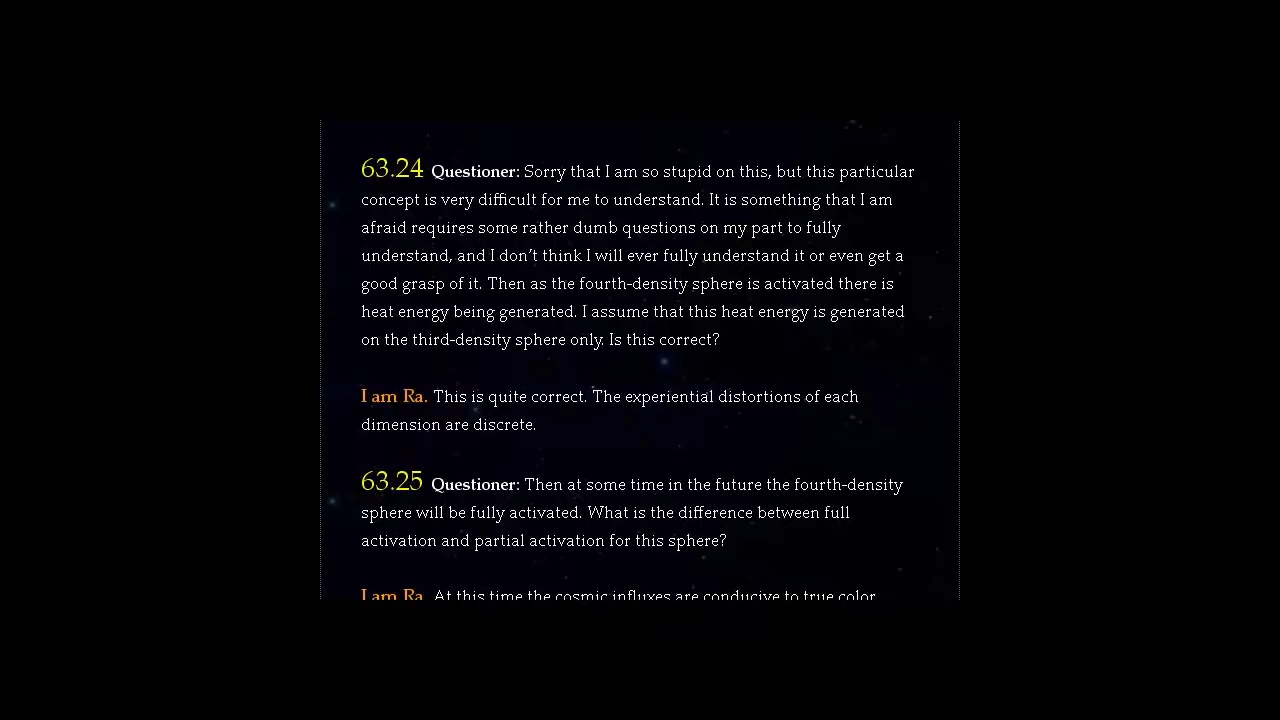 63.24 Questioner: Sorry that I am so stupid on this, but this particular
concept is very difficult for me to understand. It is something that I am
afraid requires some rather dumb questions on my part to fully
understand, and I don’t think I will ever fully understand it or even get a
good grasp of it. Then as the fourth-density sphere is activated there is
heat energy being generated. I assume that this heat energy is generated
on the third-density sphere only. Is this correct?
I am Ra. This is quite correct. The experiential distortions of each
dimension are discrete.
63.25 Questioner: Then at some time in the future the fourth-density
sphere will be fully activated. What is the difference between full
activation and partial activation for this sphere?
I am Ra. At this time the cosmic influxes are conducive to true color